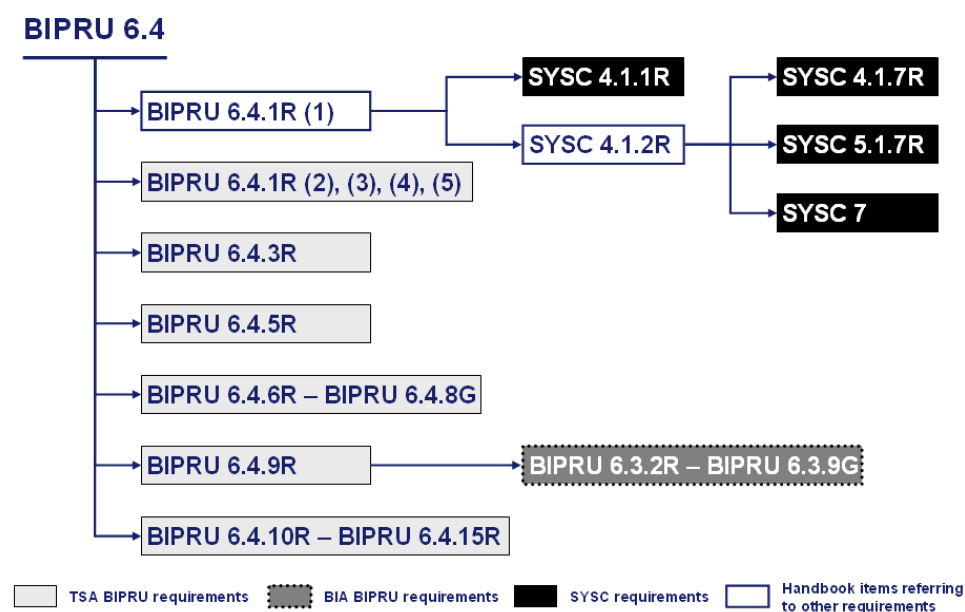 BIPRU 6.4
BIPRU 6.4.1R (1)
SYSC 4.1.1R
SYSC 4.1.2R
SYSC 4.1.7R
SYSC 5.1.7R
SYSC 7
BIPRU 6.4.1R (2), (3), (4), (5)
BIPRU 6.4.3R
BIPRU 6.4.5R
BIPRU 6.4.6R – BIPRU 6.4.8G
BIPRU 6.4.9R
BIPRU 6.3.2R – BIPRU 6.3.9G
BIPRU 6.4.10R – BIPRU 6.4.15R
TSA BIPRU requirements
BIA BIPRU requirements
SYSC requirements
Handbook items referring
to other requirements